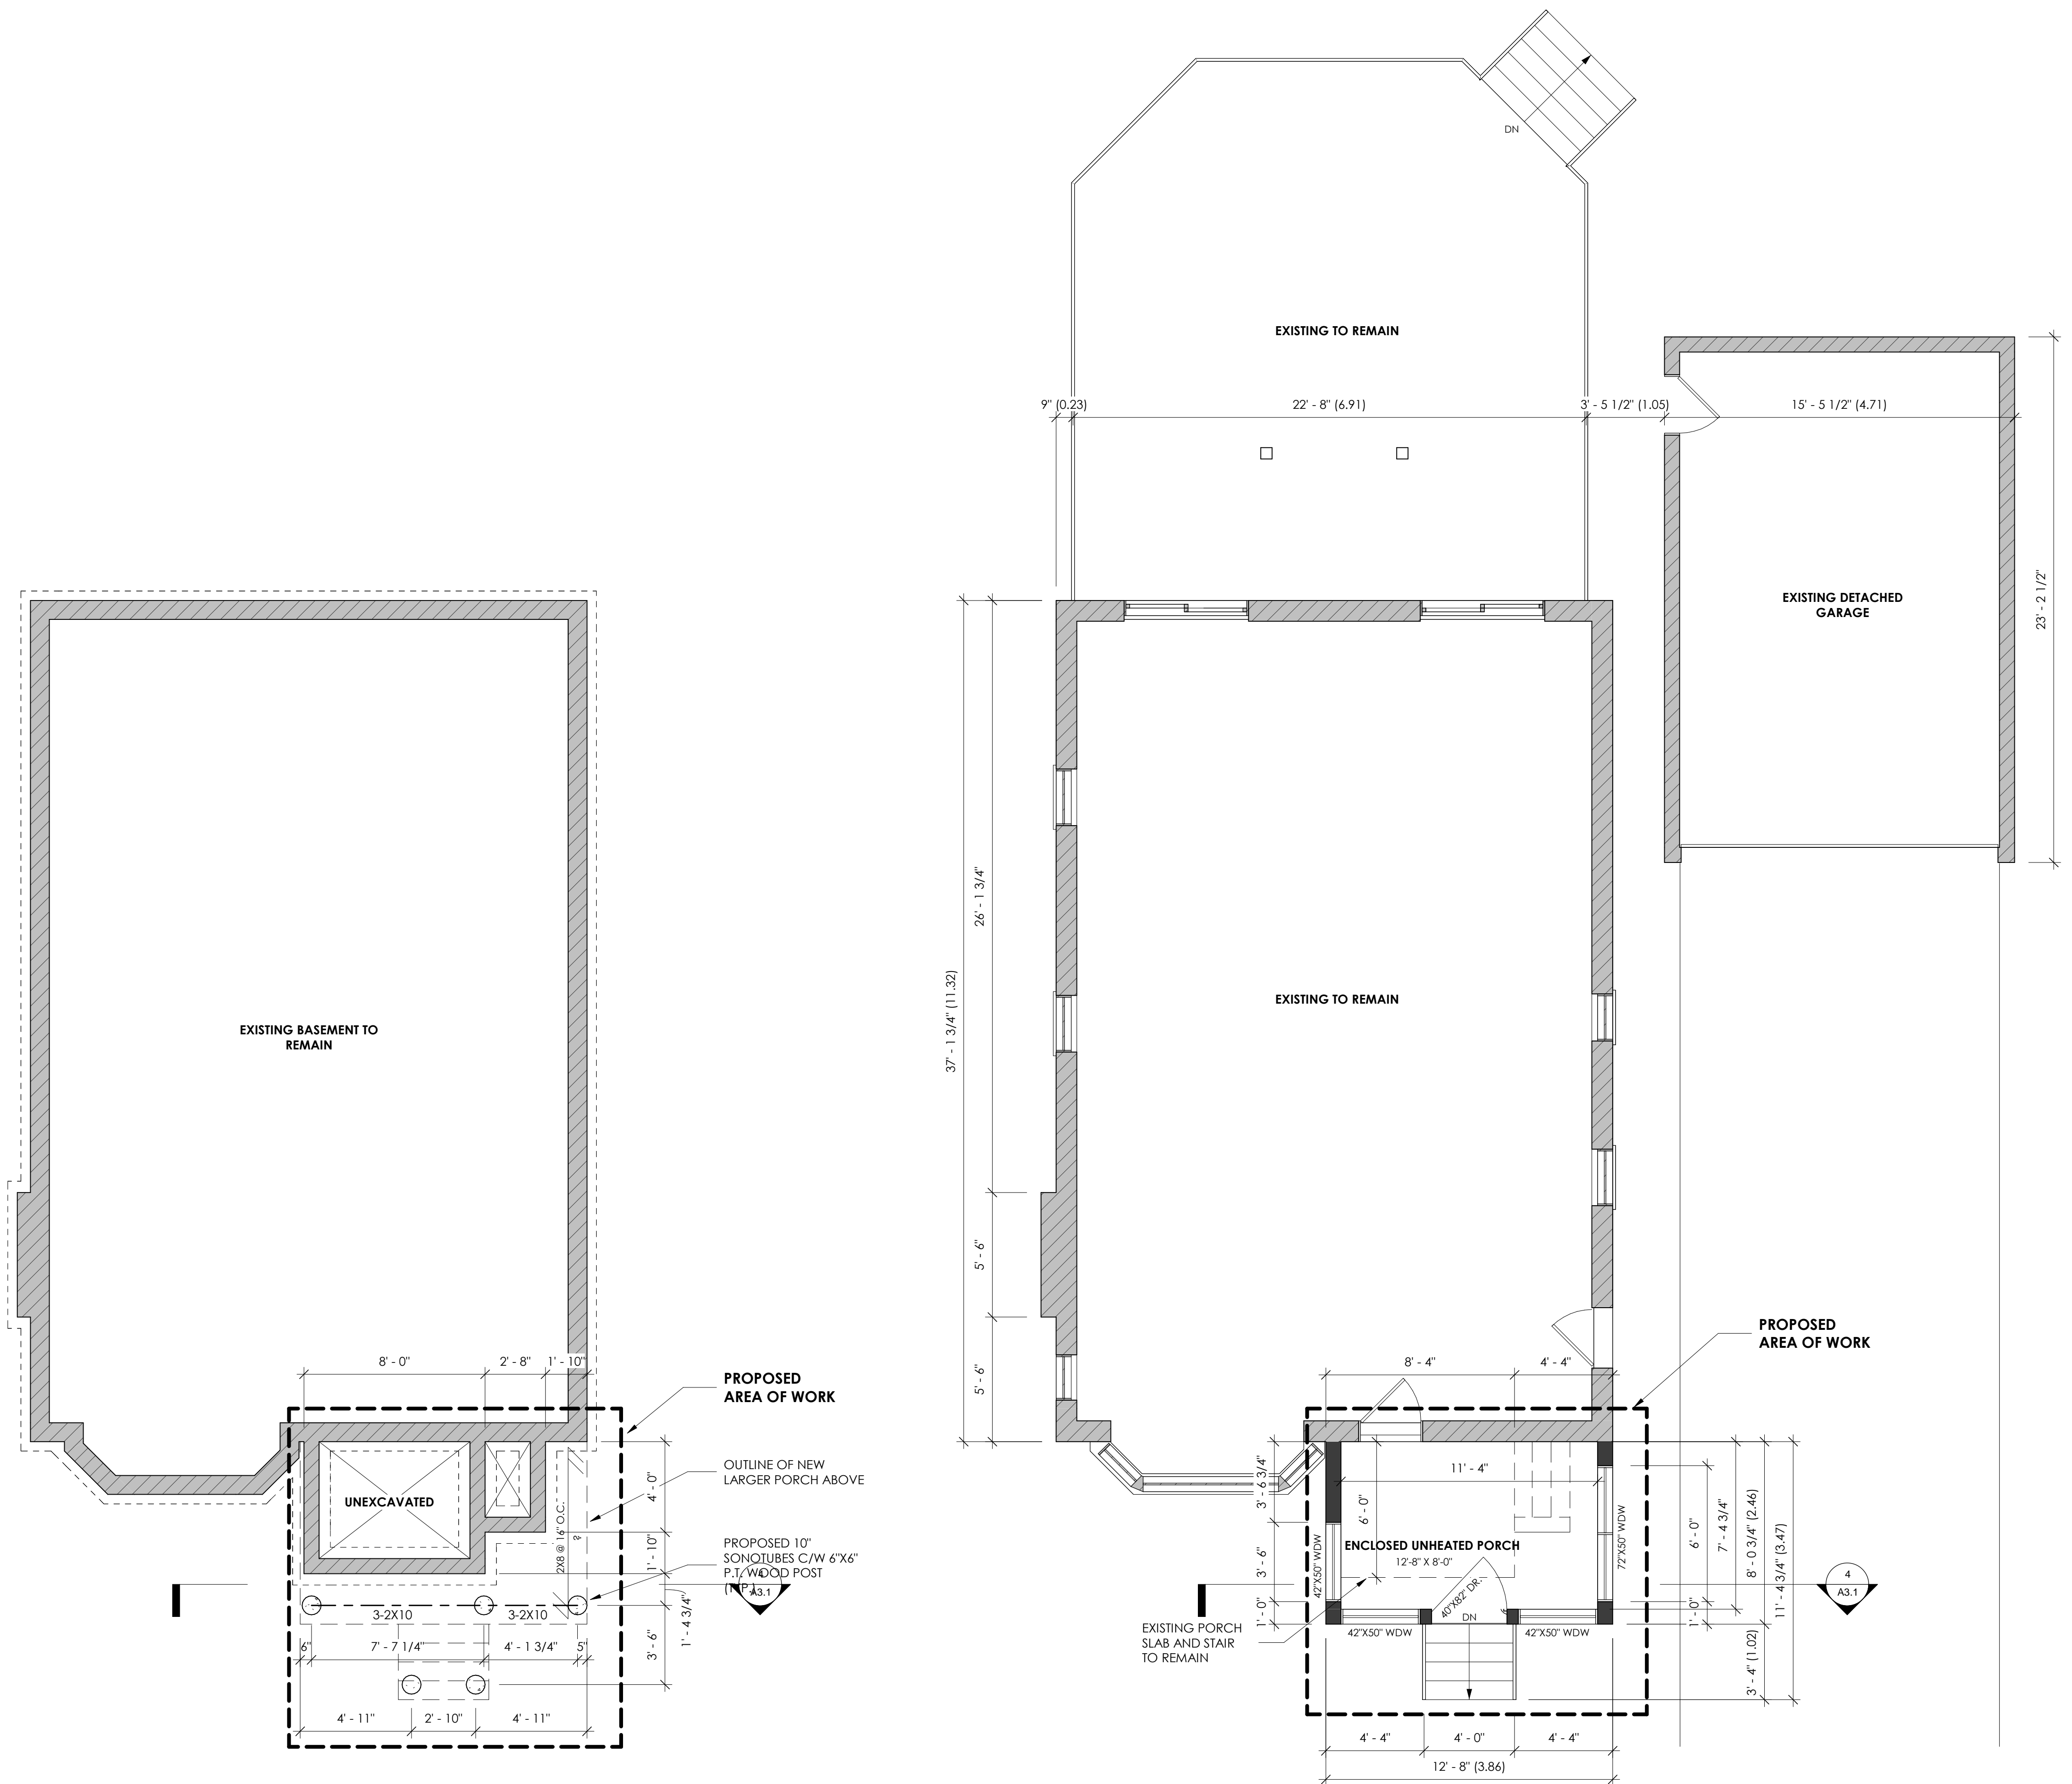 DN
EXISTING TO REMAIN
9" (0.23)
22' - 8" (6.91)
3' - 5 1/2" (1.05)
15' - 5 1/2" (4.71)
EXISTING DETACHED
GARAGE
23' - 2 1/2"
26' - 1 3/4"
37' - 1 3/4" (11.32)
5' - 6"
5' - 6"
EXISTING TO REMAIN
EXISTING BASEMENT TO
REMAIN
8' - 0"
2' - 8"
1' - 10"
PROPOSED
AREA OF WORK
OUTLINE OF NEW
LARGER PORCH ABOVE
PROPOSED 10"
SONOTUBES C/W 6"X6"
P.T. WOOD POST
(TYP.)
4
A3.1
UNEXCAVATED
2X8 @ 16" O.C.
4' - 0"
1' - 10"
1' - 4 3/4"
3' - 6"
3-2X10
3-2X10
6"
7' - 7 1/4"
4' - 1 3/4"
5"
4' - 11"
2' - 10"
4' - 11"
PROPOSED
AREA OF WORK
8' - 4"
4' - 4"
11' - 4"
6' - 0"
3' - 6 3/4"
3' - 6"
1' - 0"
42"X50" WDW
ENCLOSED UNHEATED PORCH
12'-8" X 8'-0"
40"X82" DR.
DN
72"X50" WDW
6' - 0"
1' - 0"
7' - 4 3/4"
8' - 0 3/4" (2.46)
11' - 4 3/4" (3.47)
3' - 4" (1.02)
4
A3.1
EXISTING PORCH
SLAB AND STAIR
TO REMAIN
42"X50" WDW
42"X50" WDW
4' - 4"
4' - 0"
4' - 4"
12' - 8" (3.86)